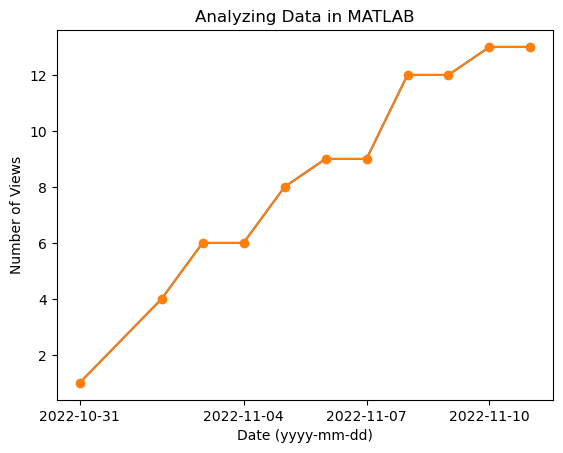 Analyzing Data in MATLAB
Number of Views
12
10
8
6
4
2
2022-10-31 2022-11-04 2022-11-07 2022-11-10
Date (yyyy-mm-dd)